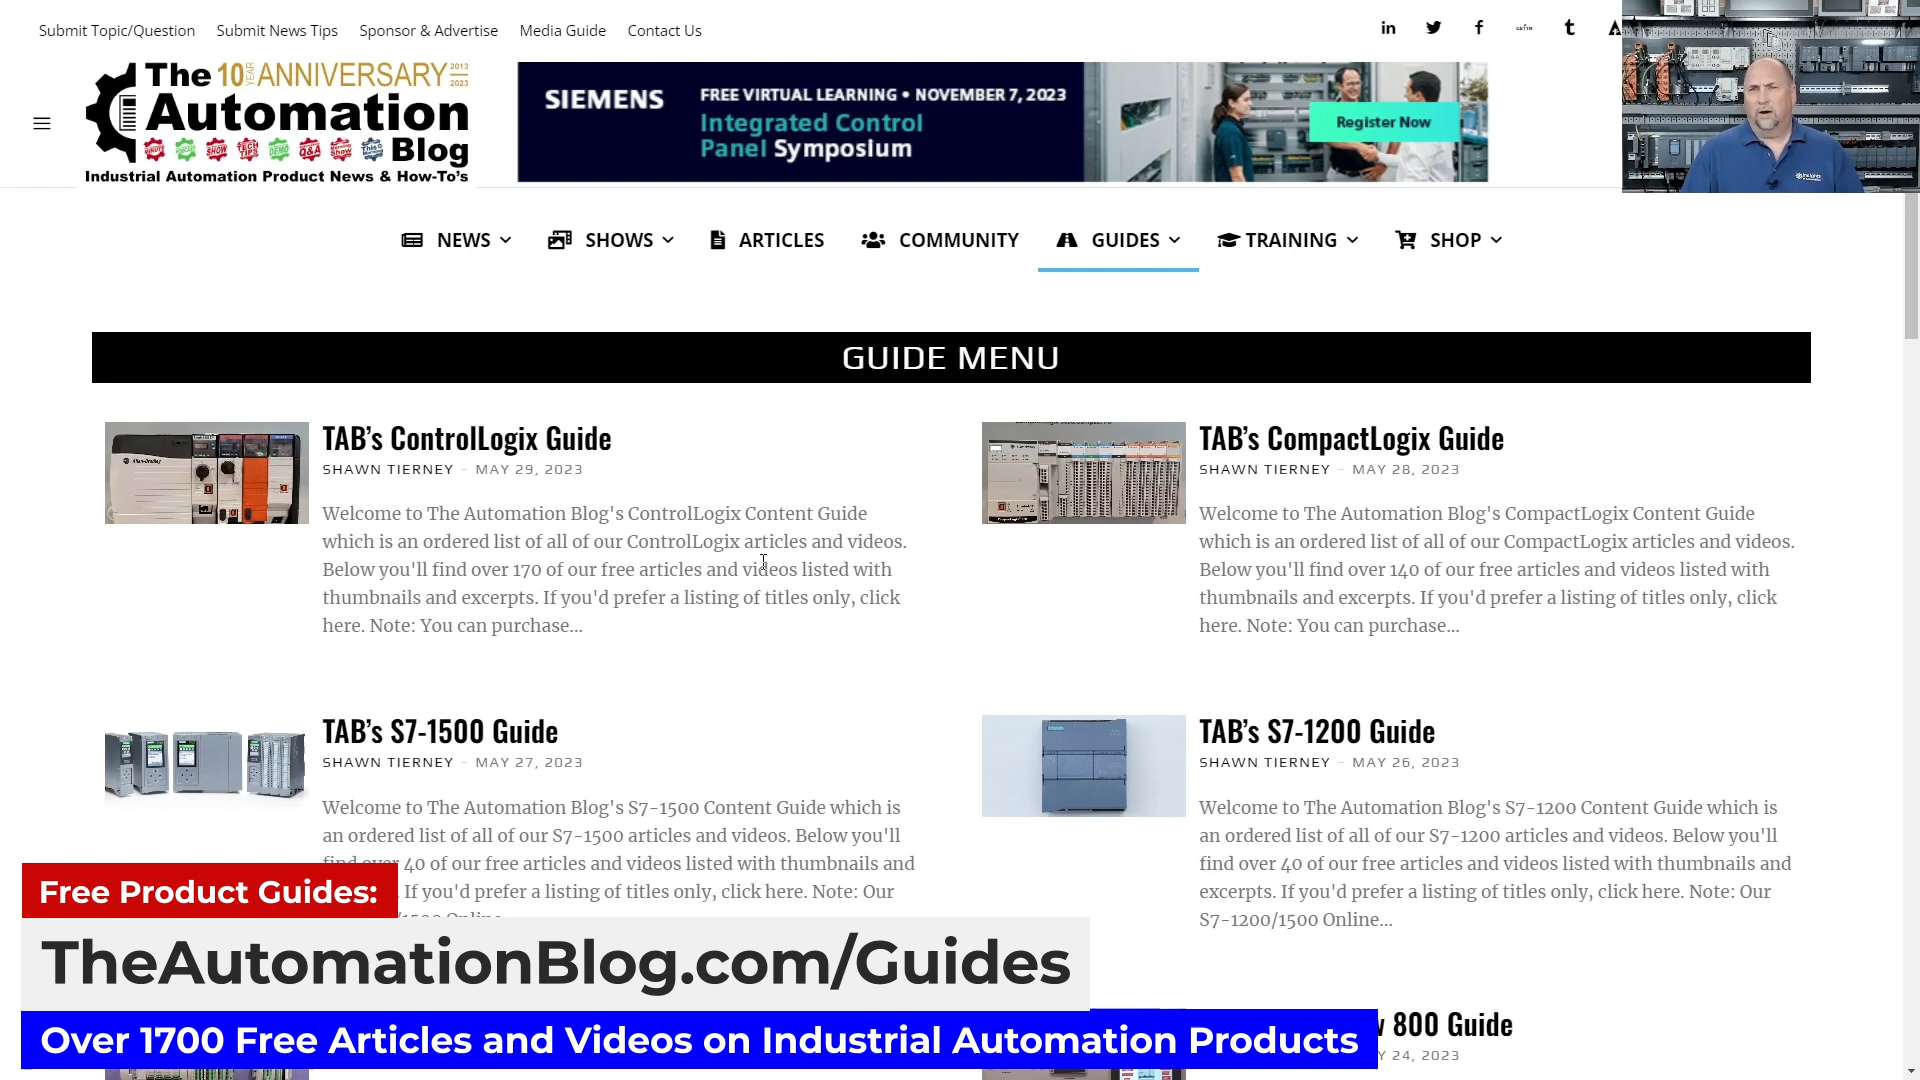 Submit Topic/Question Submit News Tips Sponsor & Advertise Media Guide Contact Us
The 10 YEAR ANNIVERSARY 2013 2023
Automation
Blog
Industrial Automation Product News & How-To's
SIEMENS
FREE VIRTUAL LEARNING • NOVEMBER 7, 2023
Integrated Control
Panel Symposium
Register Now
NEWS SHOWS ARTICLES COMMUNITY GUIDES TRAINING SHOP
GUIDE MENU
TAB's ControlLogix Guide
SHAWN TIERNEY – MAY 29, 2023
Welcome to The Automation Blog's ControlLogix Content Guide
which is an ordered list of all of our ControlLogix articles and videos.
Below you'll find over 170 of our free articles and videos listed with
thumbnails and excerpts. If you'd prefer a listing of titles only, click
here. Note: You can purchase...
TAB's CompactLogix Guide
SHAWN TIERNEY – MAY 28, 2023
Welcome to The Automation Blog's CompactLogix Content Guide
which is an ordered list of all of our CompactLogix articles and videos.
Below you'll find over 140 of our free articles and videos listed with
thumbnails and excerpts. If you'd prefer a listing of titles only, click
here. Note: You can purchase...
TAB's S7-1500 Guide
SHAWN TIERNEY – MAY 27, 2023
Welcome to The Automation Blog's S7-1500 Content Guide which is
an ordered list of all of our S7-1500 articles and videos. Below you'll
find over 40 of our free articles and videos listed with thumbnails and
If you'd prefer a listing of titles only, click here. Note: Our
/1500 Online...
TAB's S7-1200 Guide
SHAWN TIERNEY – MAY 26, 2023
Welcome to The Automation Blog's S7-1200 Content Guide which is
an ordered list of all of our S7-1200 articles and videos. Below you'll
find over 40 of our free articles and videos listed with thumbnails and
excerpts. If you'd prefer a listing of titles only, click here. Note: Our
S7-1200/1500 Online...
800 Guide
24, 2023
Free Product Guides:
TheAutomationBlog.com/Guides
Over 1700 Free Articles and Videos on Industrial Automation Products